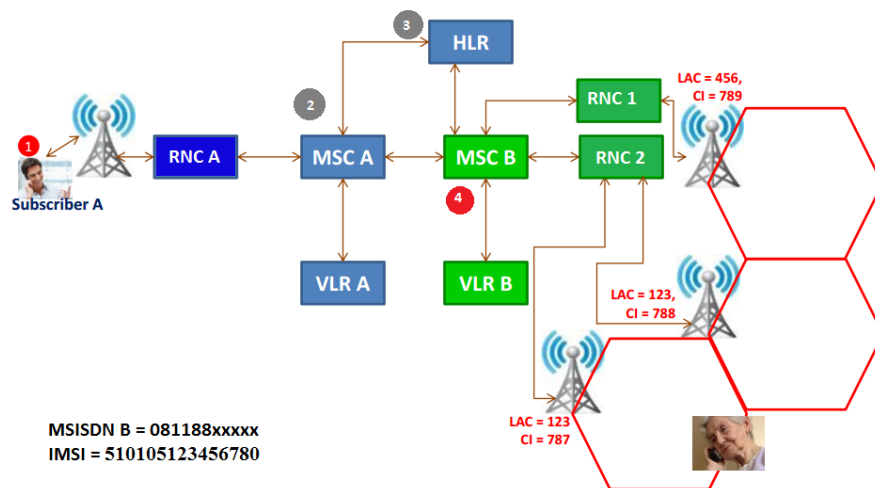 3
HLR
LAC = 456,
CI = 789
2
RNC 1
1
RNC A
MSC A
MSC B
RNC 2
Subscriber A
4
VLR A
VLR B
LAC = 123,
CI = 788
LAC = 123
CI = 787
MSISDN B = 081188xxxxx
IMSI = 510105123456780